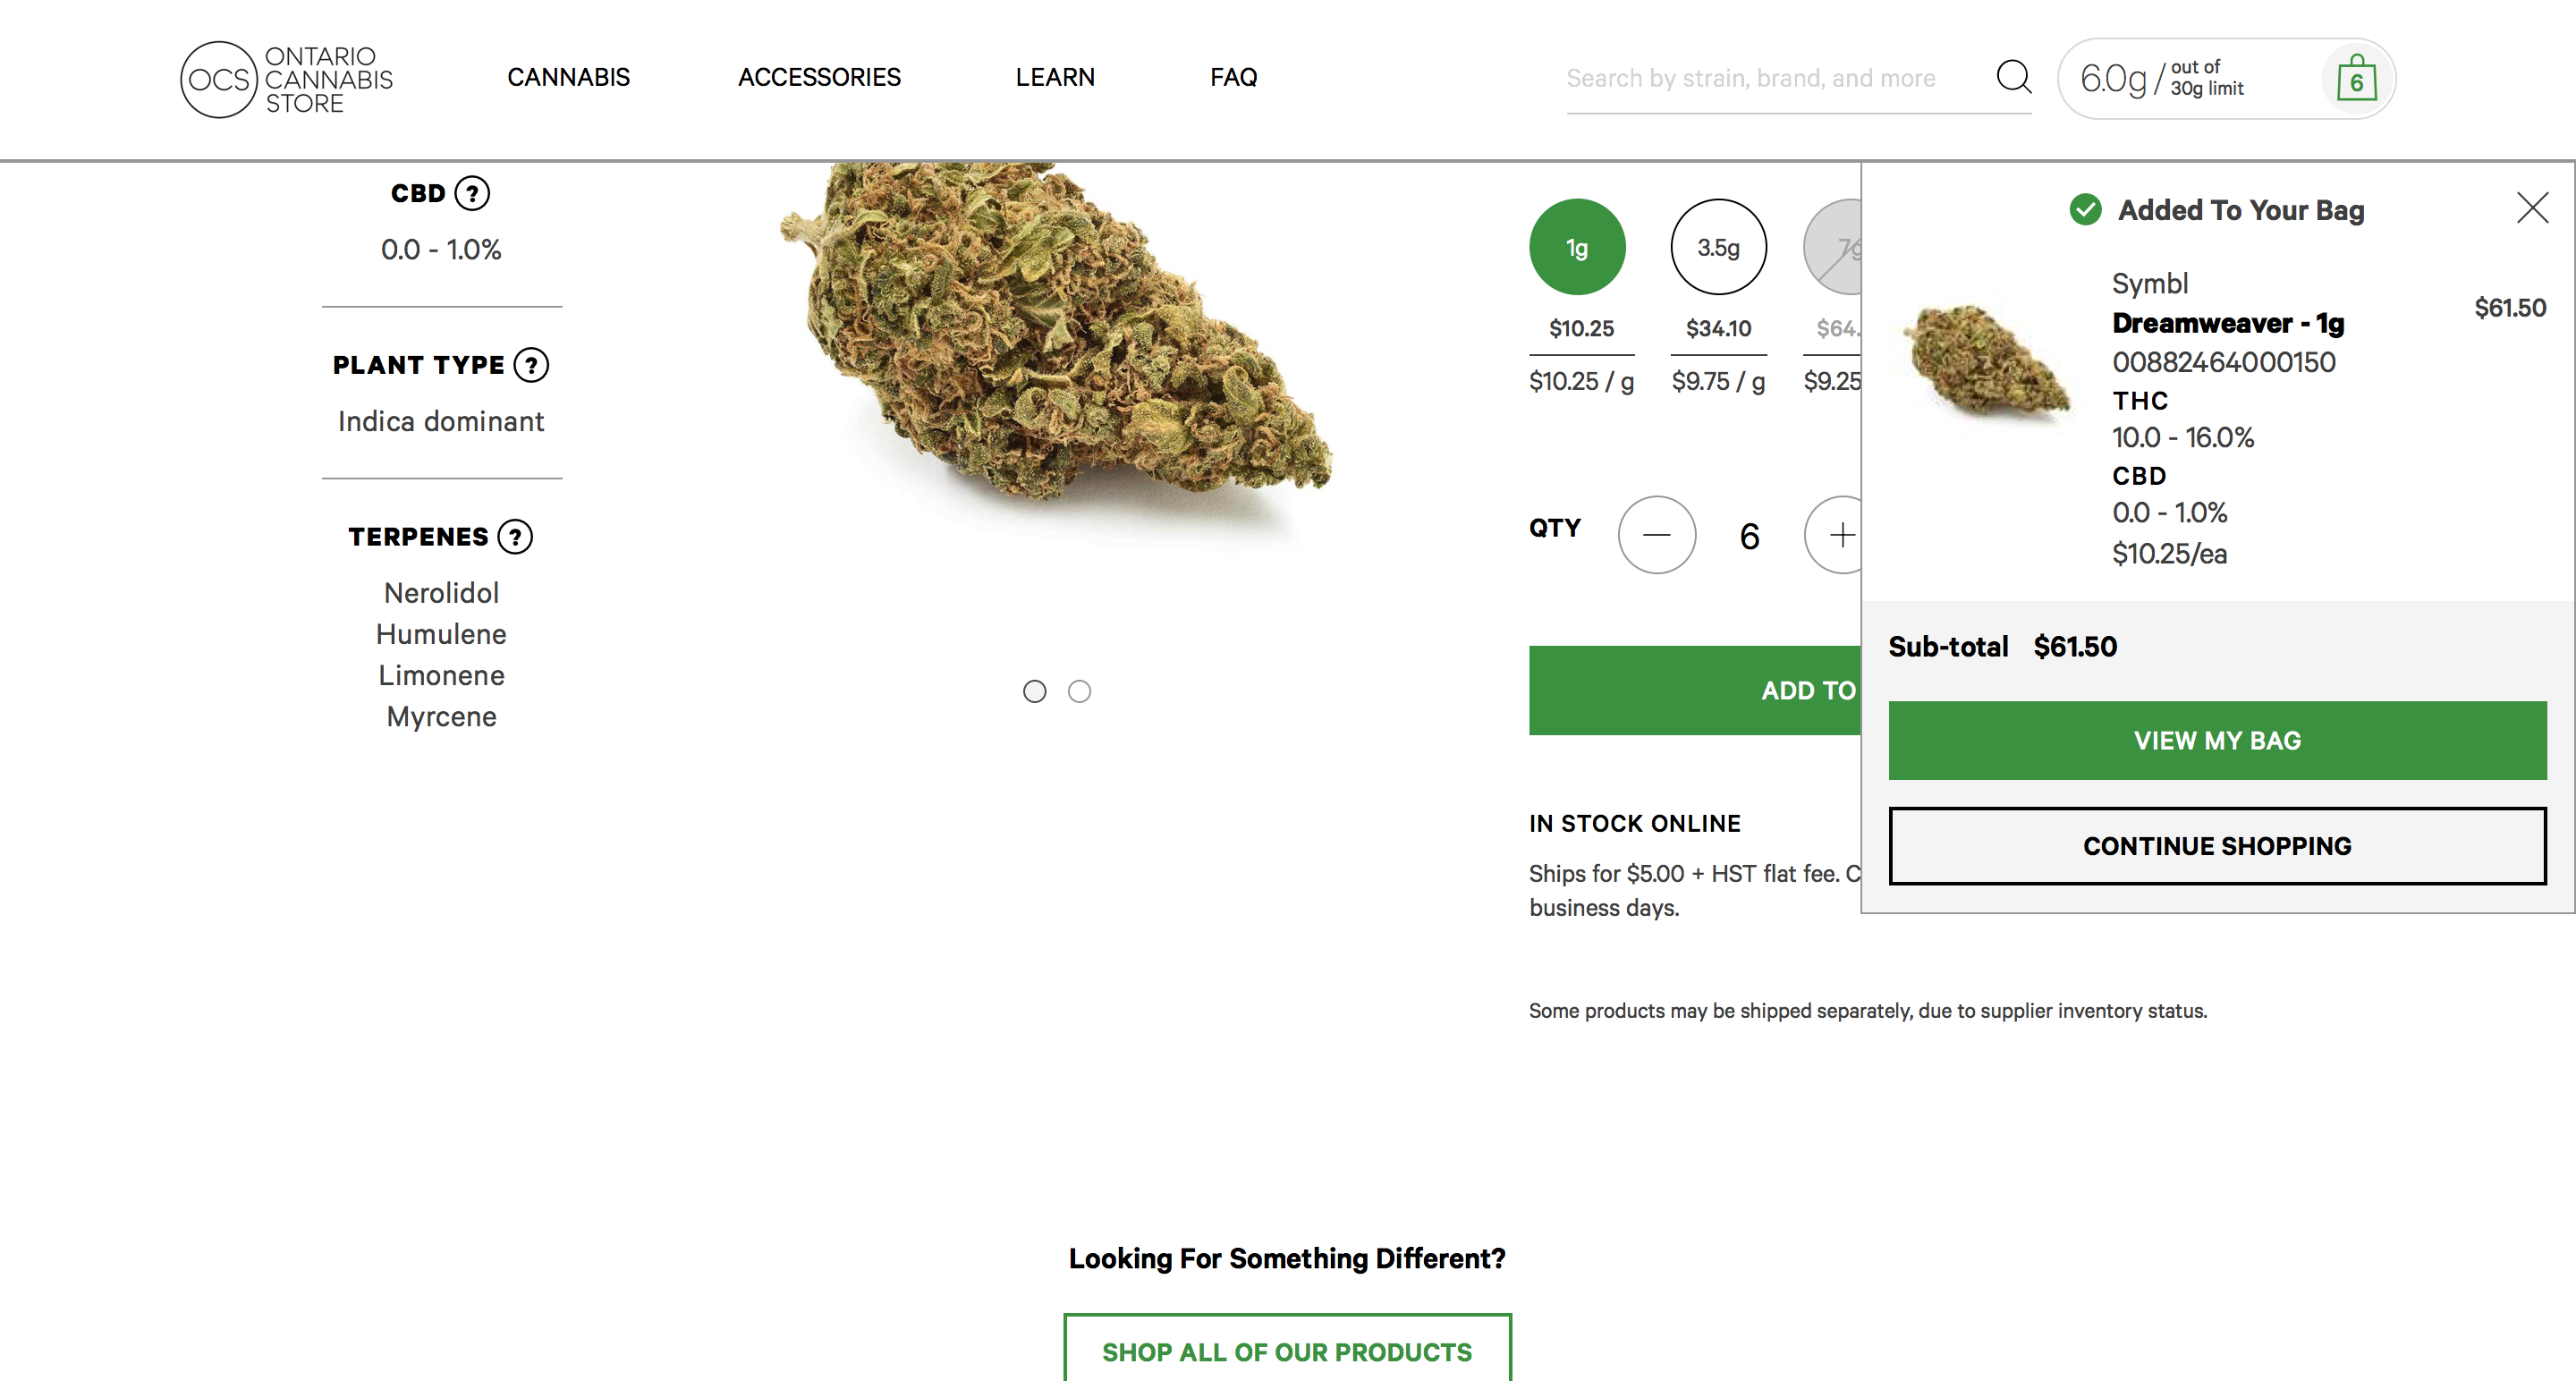 OCS
ONTARIO
CANNABIS
STORE
CANNABIS
ACCESSORIES
LEARN
FAQ
Search by strain, brand, and more
6.0g / out of
30g limit
6
CBD ?
0.0 - 1.0%
PLANT TYPE ?
Indica dominant
TERPENES ?
Nerolidol
Humulene
Limonene
Myrcene
1g
3.5g
7g
$10.25
$34.10
$64.
$10.25 / g
$9.75 / g
$9.25
QTY
6
ADD TO
IN STOCK ONLINE
Ships for $5.00 + HST flat fee.
business days.
Some products may be shipped separately, due to supplier inventory status.
Added To Your Bag
Symbl
Dreamweaver - 1g
$61.50
00882464000150
THC
10.0 - 16.0%
CBD
0.0 - 1.0%
$10.25/ea
Sub-total $61.50
VIEW MY BAG
CONTINUE SHOPPING
Looking For Something Different?
SHOP ALL OF OUR PRODUCTS